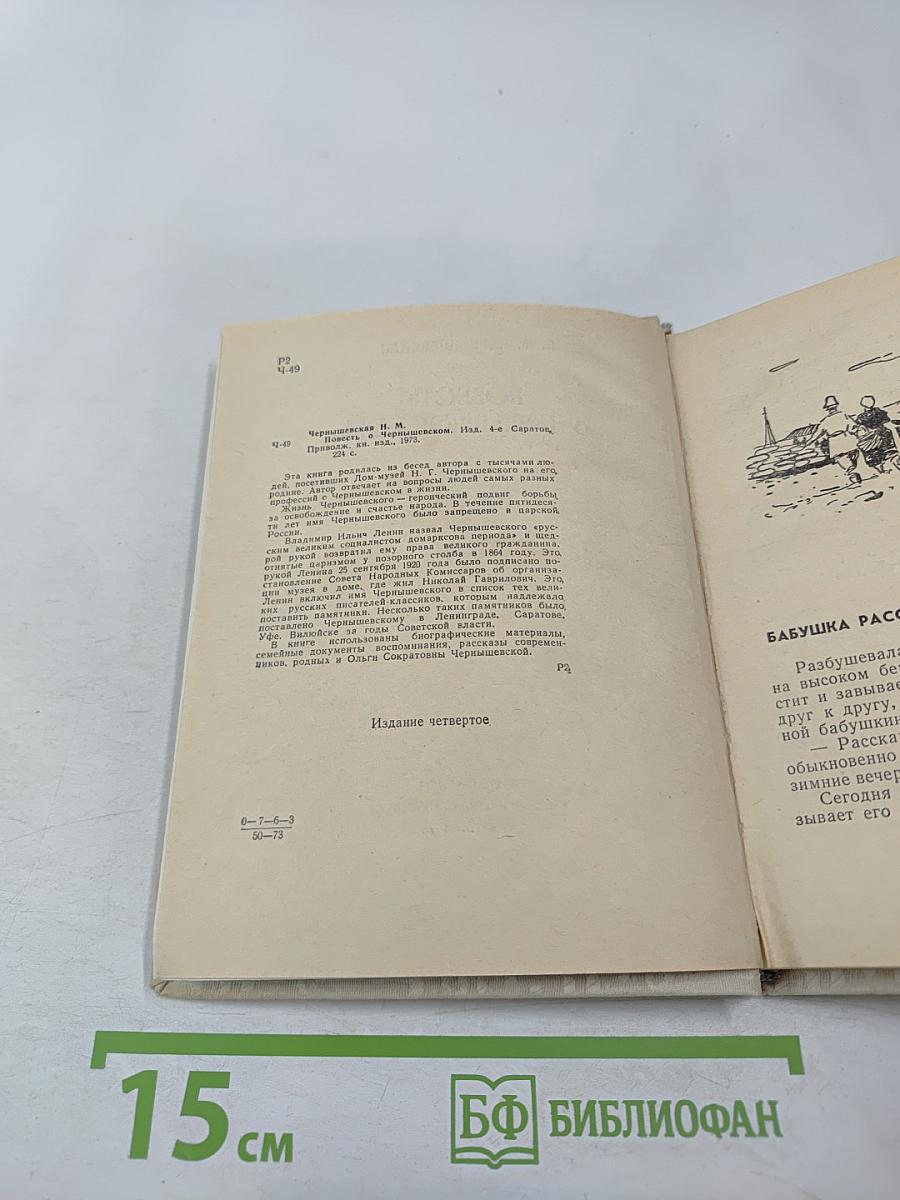 Р2
Ч-49
Чернышевская Н. М.
Ч-49 Повесть о Чернышевском. Изд. 4-е Саратов,
Приволж. кн. изд., 1973.
224 с.
Эта книга родилась из бесед автора с тысячами лю-
дей, посетивших Дом-музей Н. Г. Чернышевского на его
родине. Автор отвечает на вопросы людей самых разных
профессий о Чернышевском в жизни.
Жизнь Чернышевского — героический подвиг борьбы
за освобождение и счастье народа. В течение пятидеся-
ти лет имя Чернышевского было запрещено в царской
России.
Владимир Ильич Ленин назвал Чернышевского «рус-
ским великим социалистом домарксова периода» и щед-
рой рукой возвратил ему права великого гражданина,
отнятые царизмом у позорного столба в 1864 году. Это
рукой Ленина 25 сентября 1920 года было подписано по-
становление Совета Народных Комиссаров об организа-
ции музея в доме, где жил Николай Гаврилович. Это
Ленин включил имя Чернышевского в список тех вели-
ких русских писателей-классиков, которым надлежало
поставить памятники. Несколько таких памятников было
поставлено Чернышевскому в Ленинграде, Саратове,
Уфе, Вилюйске за годы Советской власти.
В книге использованы биографические материалы,
семейные документы воспоминания, рассказы современ-
ников, родных и Ольги Сократовны Чернышевской.
Р2
Издание четвертое
0—7—6—3
50—73
БАБУШКА РАСС
Разбушевала
на высоком бе
стит и завывае
друг к другу,
ной бабушкин
— Расска
обыкновенно
зимние вечер
Сегодня
зывает его
15 см
БФ БИБЛИОФАН